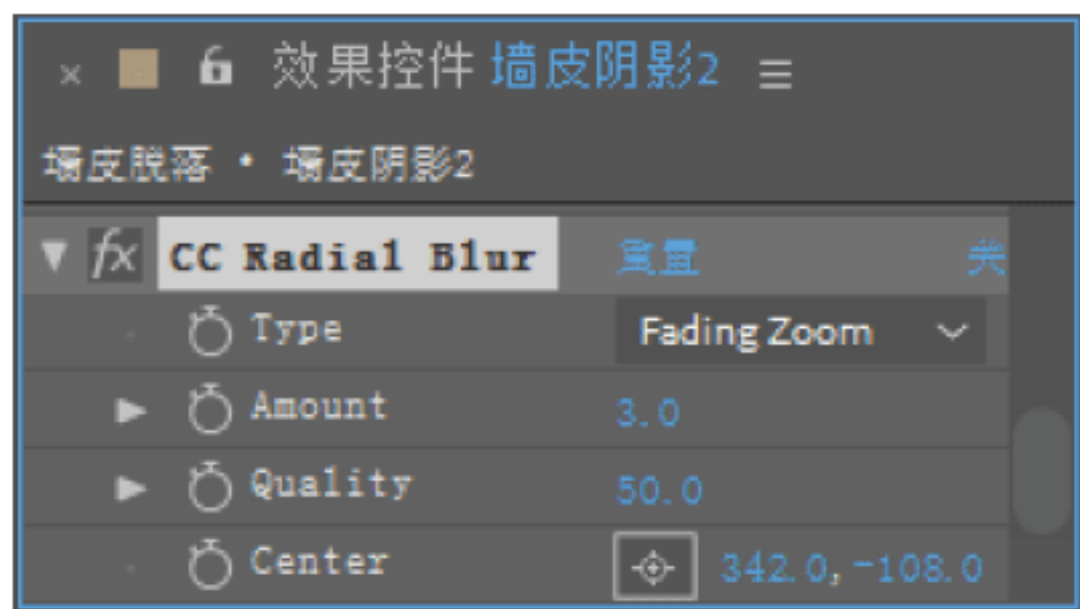 × 效果控件 墙皮阴影2 ≡
墙皮脱落 • 墙皮阴影2
fx CC Radial Blur 重置
Type Fading Zoom
Amount 3.0
Quality 50.0
Center 342.0,-108.0